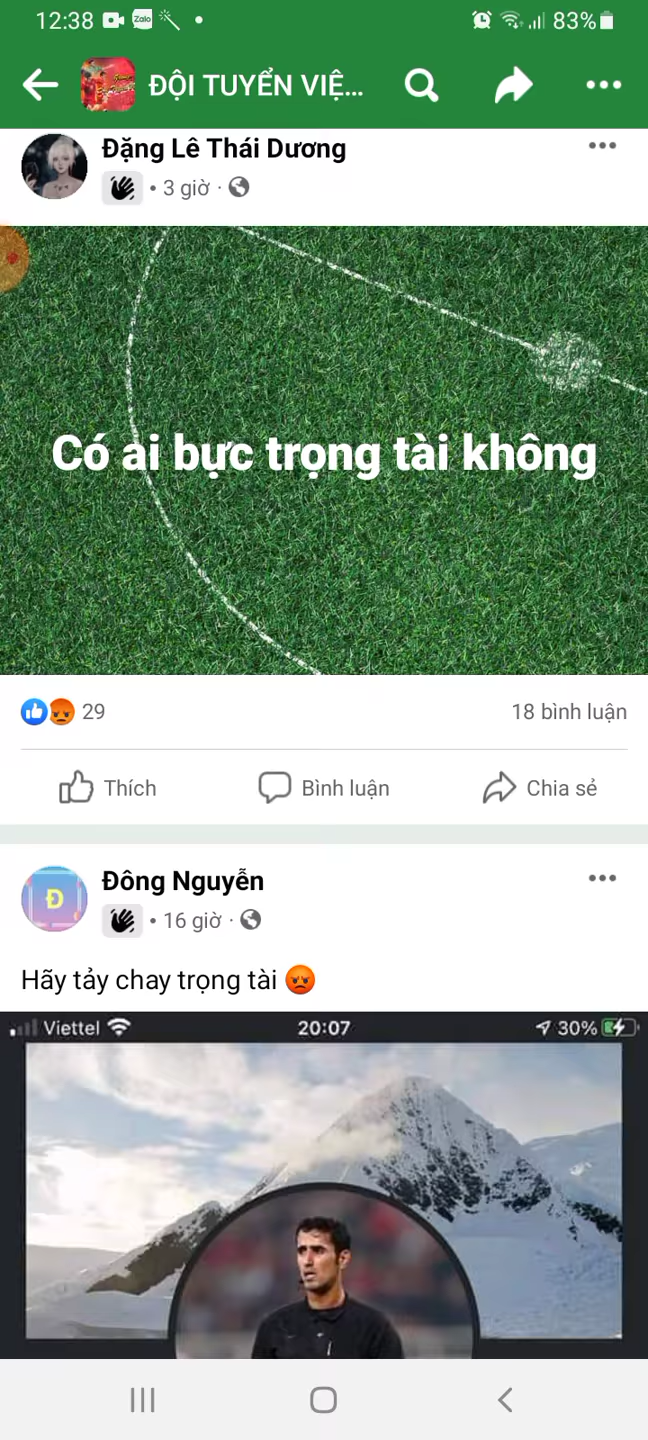 12:38 Zalo 83%
ĐỘI TUYỂN VIỆ...
Đặng Lê Thái Dương
3 giờ
Có ai bực trọng tài không
29 18 bình luận
Thích Bình luận Chia sẻ
Đ
Đông Nguyễn
16 giờ
Hãy tảy chay trọng tài
Viettel 20:07 30%